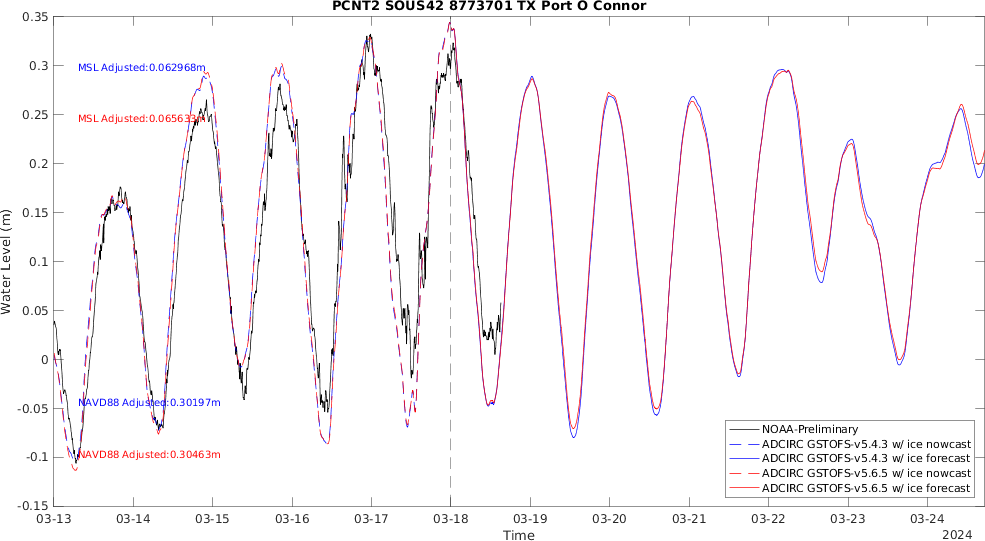 PCNT2 SOUS42 8773701 TX Port O Connor
0.35
0.3
0.25
0.2
0.15
0.1
0.05
0
-0.05
-0.1
-0.15
Water Level (m)
MSL Adjusted:0.062968m
MSL Adjusted:0.065633m
NAVD88 Adjusted:0.30197m
NAVD88 Adjusted:0.30463m
NOAA-Preliminary
ADCIRC GSTOFS-v5.4.3 w/ ice nowcast
ADCIRC GSTOFS-v5.4.3 w/ ice forecast
ADCIRC GSTOFS-v5.6.5 w/ ice nowcast
ADCIRC GSTOFS-v5.6.5 w/ ice forecast
03-13 03-14 03-15 03-16 03-17 03-18 03-19 03-20 03-21 03-22 03-23 03-24
Time
2024